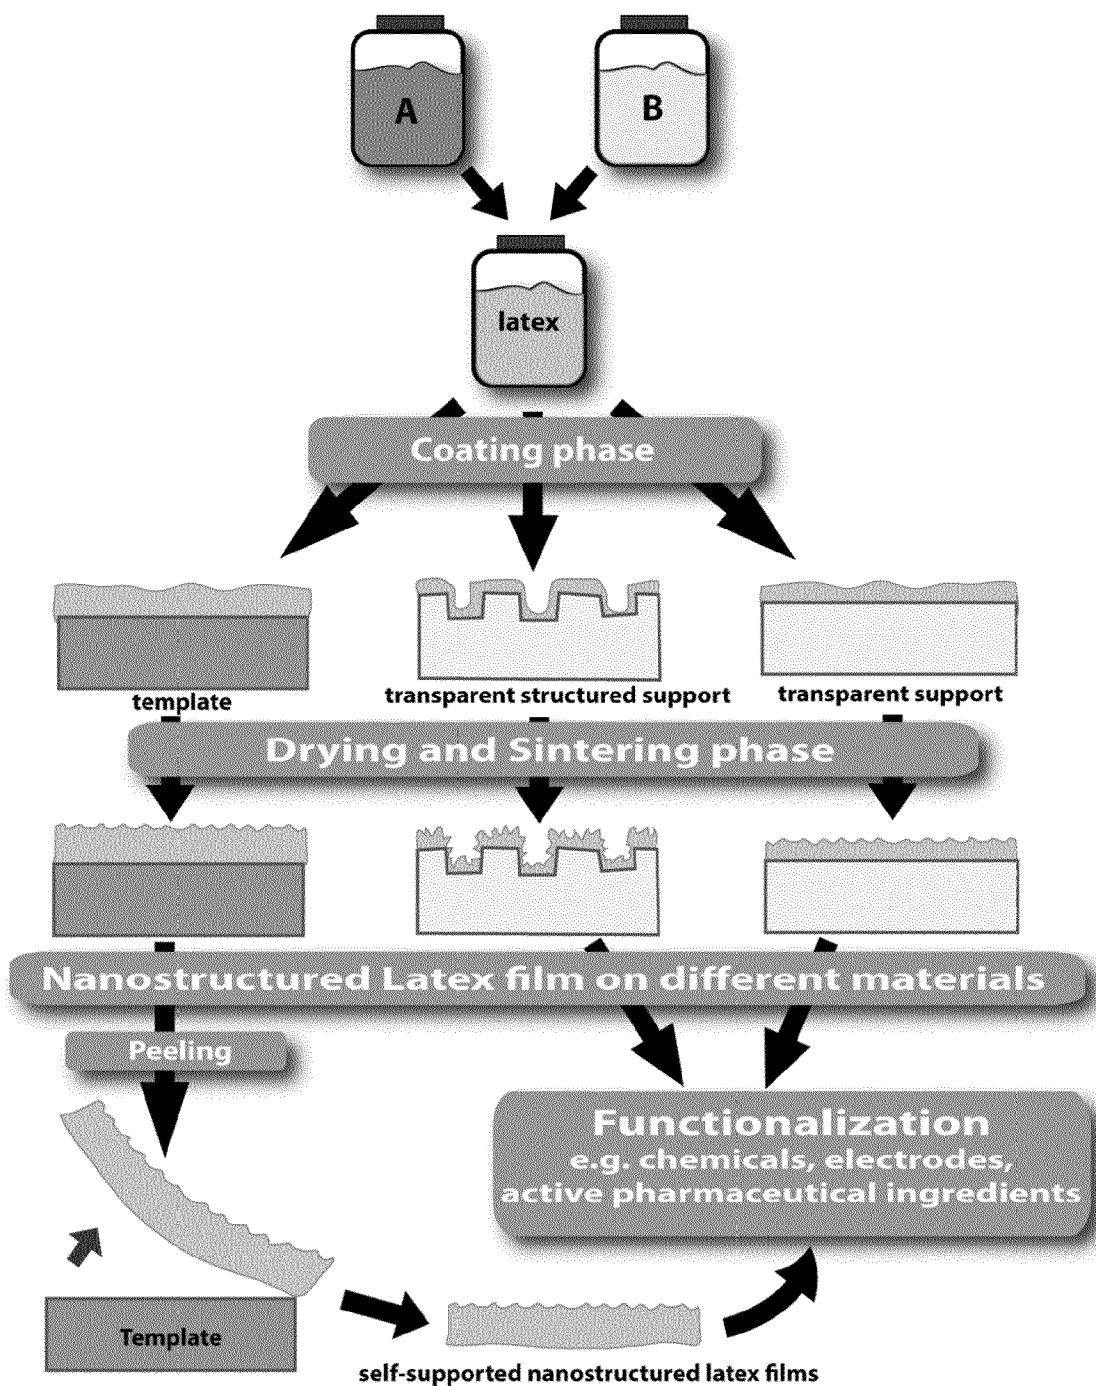 A
B
latex
Coating phase
template
transparent structured support
transparent support
Drying and Sintering phase
Nanostructured Latex film on different materials
Peeling
Functionalization
e.g. chemicals, electrodes,
active pharmaceutical ingredients
Template
self-supported nanostructured latex films